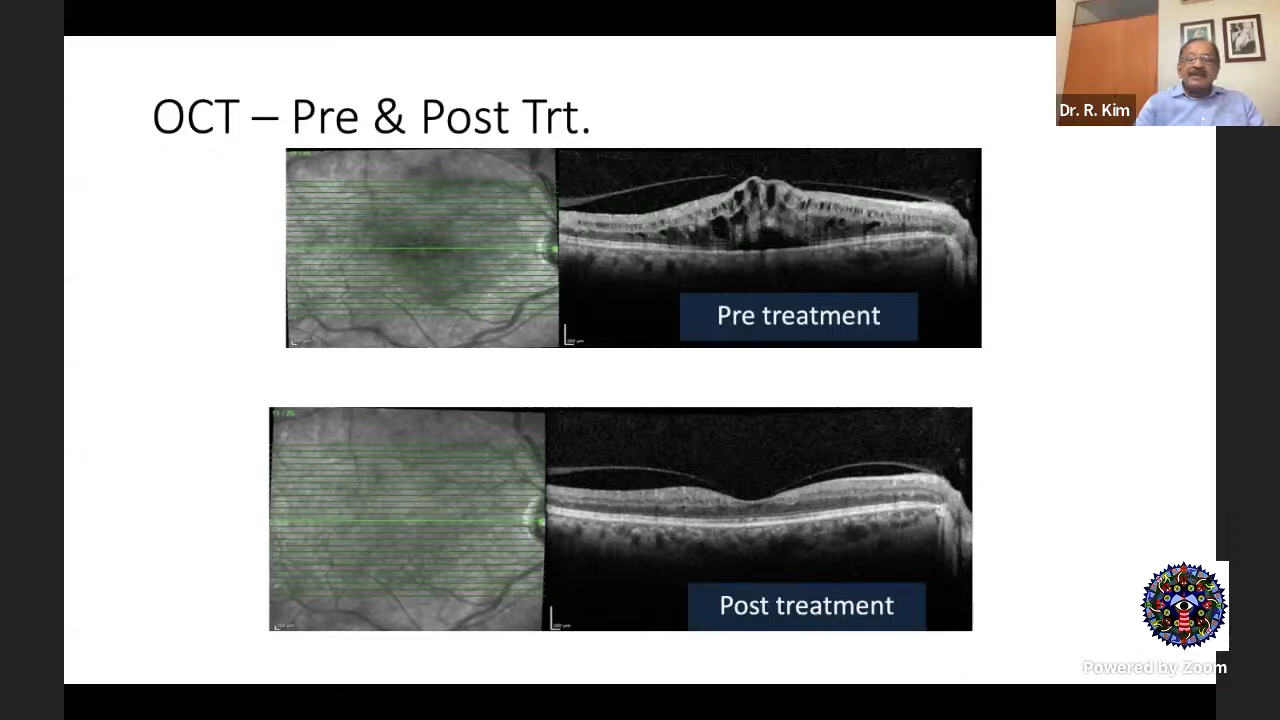 OCT – Pre & Post Trt.
Dr. R. Kim
Pre treatment
Post treatment
Powered by Zoom